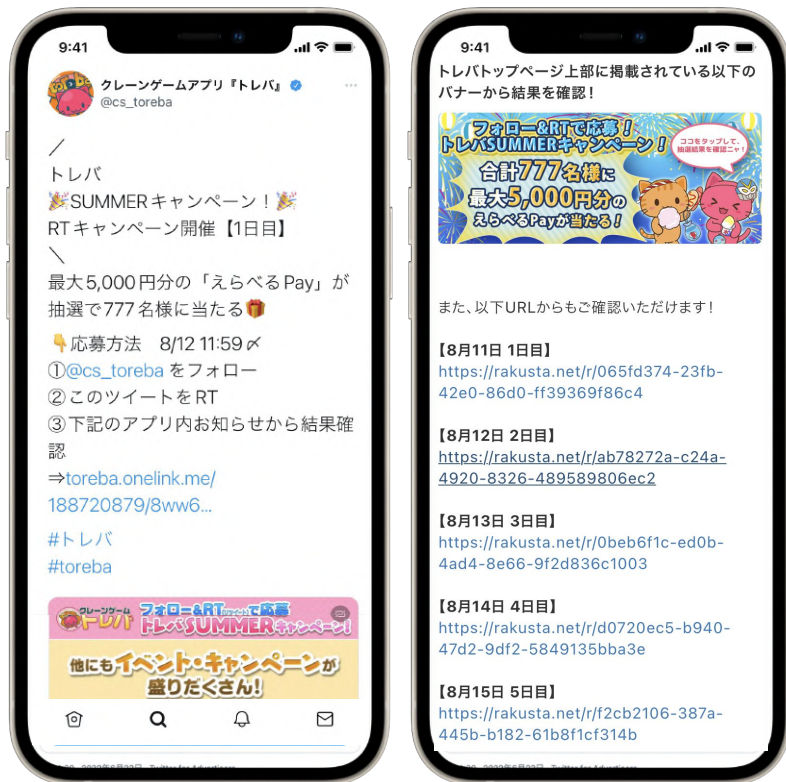 9:41
クレーンゲームアプリ『トレバ』
@cs_toreba
／
トレバ
🎉SUMMERキャンペーン！🎉
RTキャンペーン開催【1日目】
＼
最大5,000円分の「えらべるPay」が
抽選で777名様に当たる🎁
👇応募方法　8/12 11:59〆
①@cs_toreba をフォロー
②このツイートをRT
③下記のアプリ内お知らせから結果確
認
⇒toreba.onelink.me/
188720879/8ww6...
#トレバ
#toreba
クレーンゲーム
トレバ
フォロー&RT(リツイート)で応募
トレバSUMMERキャンペーン!
他にもイベント・キャンペーンが
盛りだくさん!
9:41
トレバトップページ上部に掲載されている以下の
バナーから結果を確認！
フォロー&RTで応募！
トレバSUMMERキャンペーン！
ココをタップして、
抽選結果を確認ニャ！
合計777名様に
最大5,000円分の
えらべるPayが当たる！
また、以下URLからもご確認いただけます！
【8月11日 1日目】
https://rakusta.net/r/065fd374-23fb-
42e0-86d0-ff39369f86c4
【8月12日 2日目】
https://rakusta.net/r/ab78272a-c24a-
4920-8326-489589806ec2
【8月13日 3日目】
https://rakusta.net/r/0beb6f1c-ed0b-
4ad4-8e66-9f2d836c1003
【8月14日 4日目】
https://rakusta.net/r/d0720ec5-b940-
47d2-9df2-5849135bba3e
【8月15日 5日目】
https://rakusta.net/r/f2cb2106-387a-
445b-b182-61b8f1cf314b